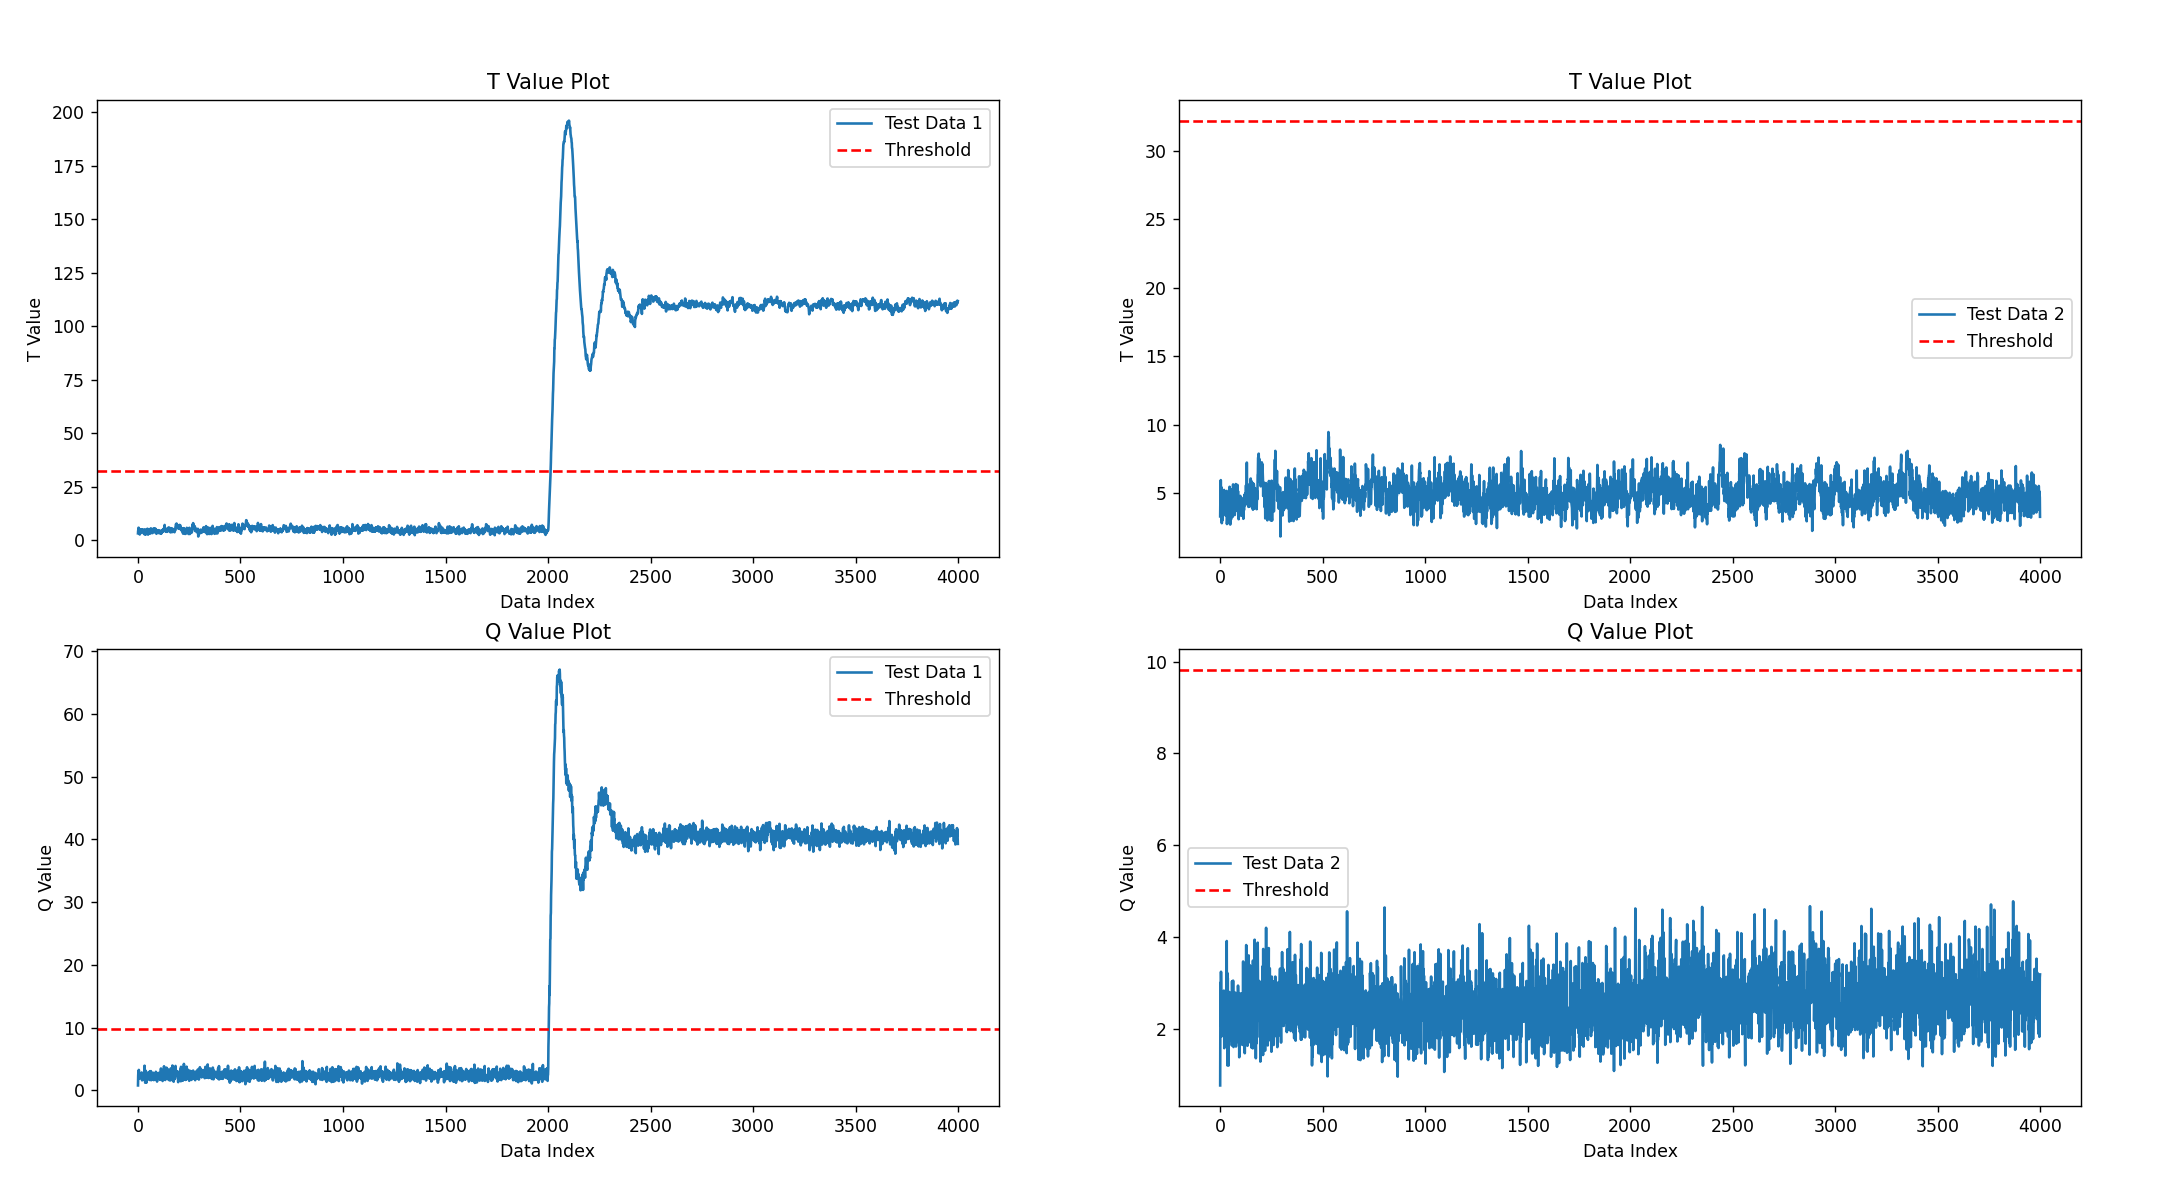 T Value Plot
T Value
200
175
150
125
100
75
50
25
0
Test Data 1
Threshold
0 500 1000 1500 2000 2500 3000 3500 4000
Data Index
T Value Plot
T Value
30
25
20
15
10
5
Test Data 2
Threshold
0 500 1000 1500 2000 2500 3000 3500 4000
Data Index
Q Value Plot
Q Value
70
60
50
40
30
20
10
0
Test Data 1
Threshold
0 500 1000 1500 2000 2500 3000 3500 4000
Data Index
Q Value Plot
Q Value
10
8
6
4
2
Test Data 2
Threshold
0 500 1000 1500 2000 2500 3000 3500 4000
Data Index